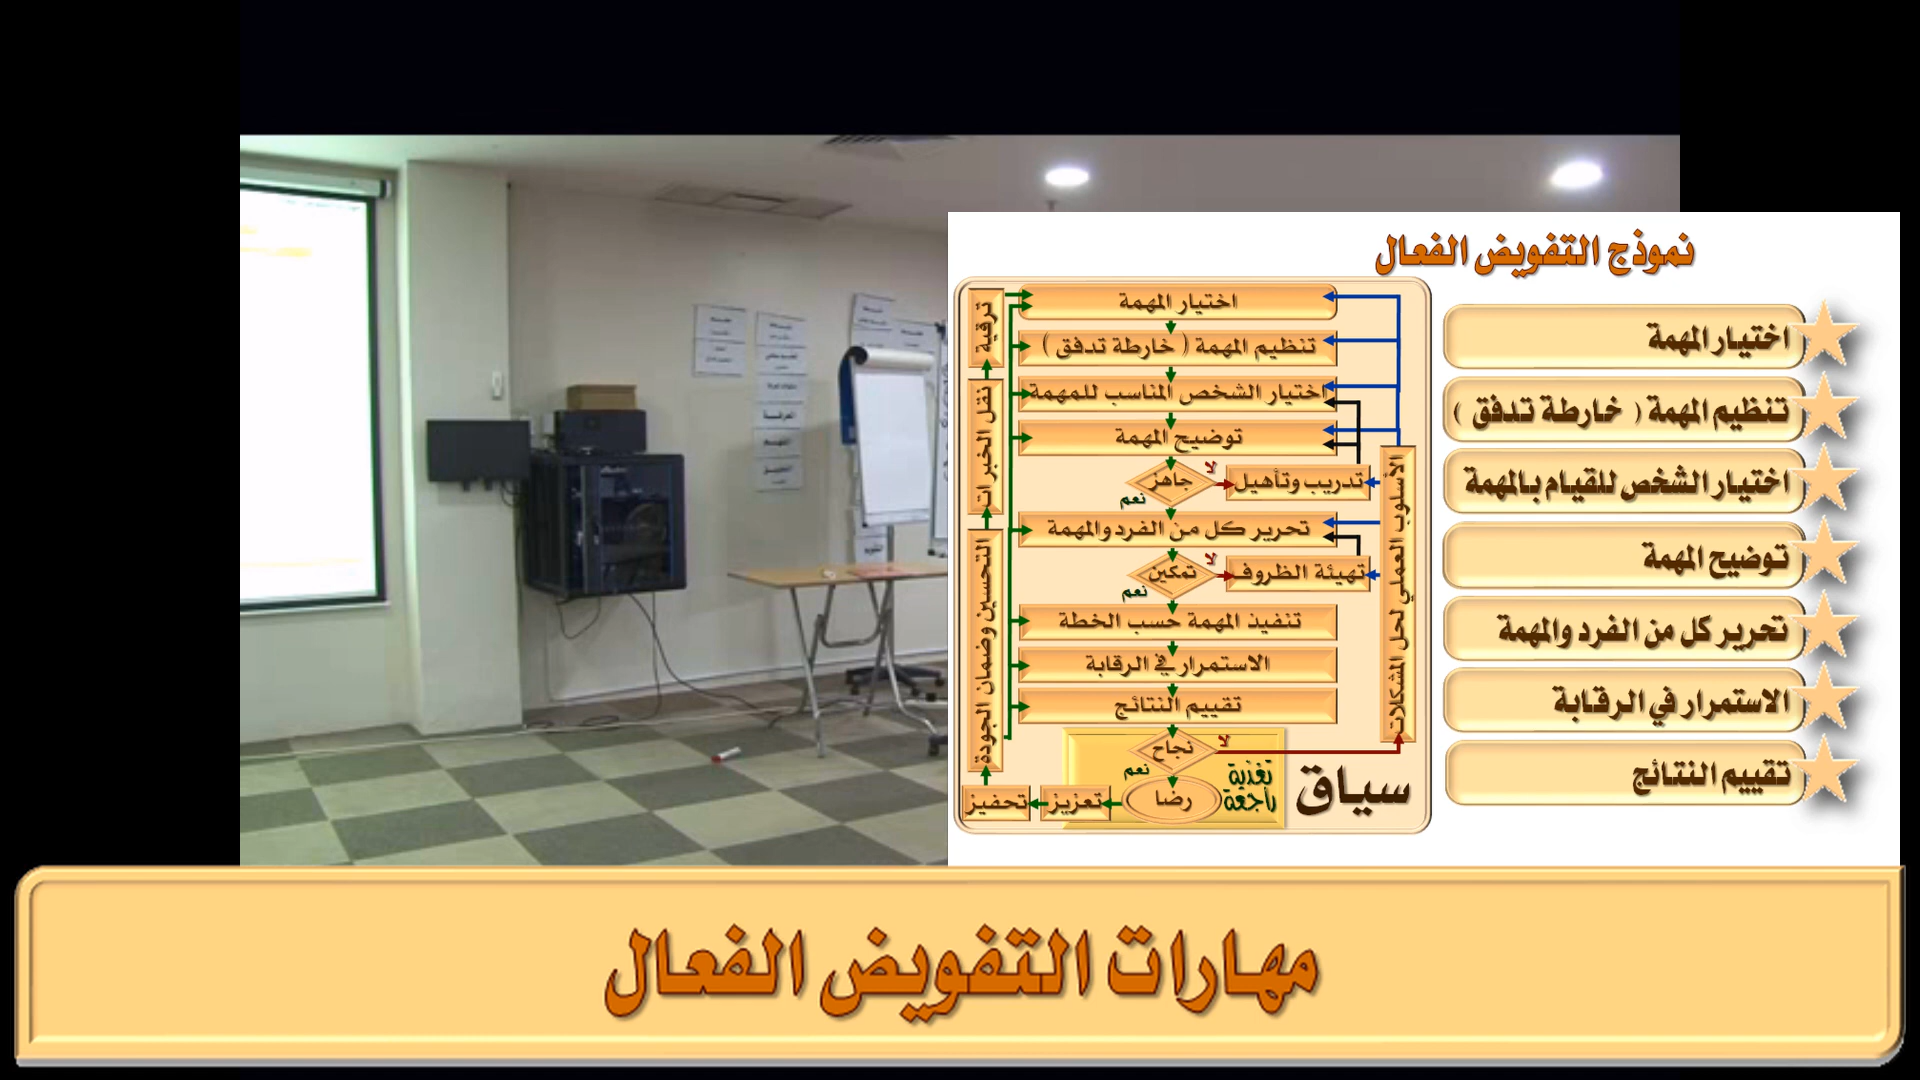 نموذج التفويض الفعال
اختيار المهمة
تنظيم المهمة ( خارطة تدفق )
اختيار الشخص للقيام بالمهمة
توضيح المهمة
تحرير كل من الفرد والمهمة
الاستمرار في الرقابة
تقييم النتائج
اختيار المهمة
تنظيم المهمة ( خارطة تدفق )
اختيار الشخص المناسب للمهمة
توضيح المهمة
جاهز
لا
نعم
تدريب وتأهيل
تحرير كل من الفرد والمهمة
تمكين
لا
نعم
تهيئة الظروف
تنفيذ المهمة حسب الخطة
الاستمرار في الرقابة
تقييم النتائج
نجاح
لا
نعم
رضا
تغذية
راجعة
تعزيز
تحفيز
التحسين وضمان الجودة
نقل الخبرات
ترقية
الأسلوب العملي لحل المشكلات
سياق
مهارات التفويض الفعال